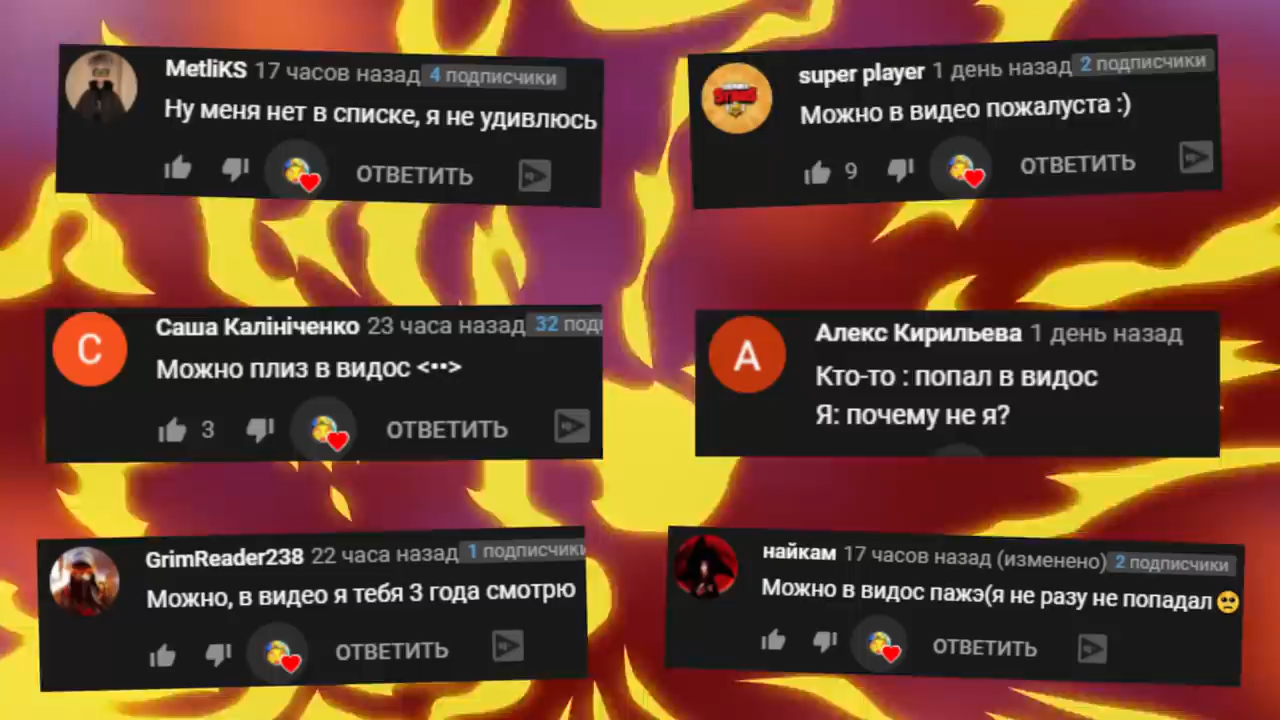 MetliKS 17 часов назад 4 подписчики
Ну меня нет в списке, я не удивлюсь
ОТВЕТИТЬ
super player 1 день назад 2 подписчики
Можно в видео пожалуста :)
9 ОТВЕТИТЬ
Саша Калініченко 23 часа назад 32
С
Можно плиз в видос <••>
3 ОТВЕТИТЬ
Алекс Кирильева 1 день назад
А
Кто-то : попал в видос
Я: почему не я?
GrimReader238 22 часа назад 1 подписчики
Можно, в видео я тебя 3 года смотрю
ОТВЕТИТЬ
найкам 17 часов назад (изменено) 2 подписчики
Можно в видос пажэ(я не разу не попадал🥺
ОТВЕТИТЬ